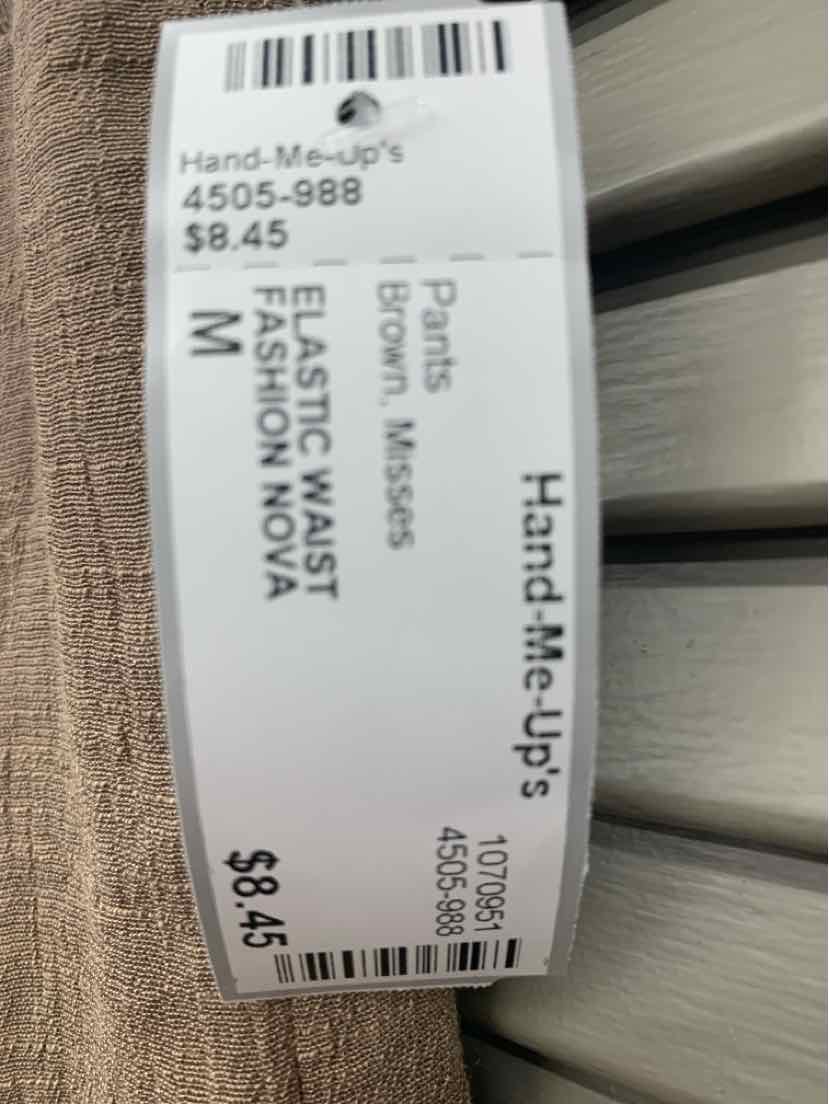 Hand-Me-Up's
4505-988
$8.45
Hand-Me-Up's
1070951
4505-988
Pants
Brown, Misses
ELASTIC WAIST
FASHION NOVA
M
$8.45